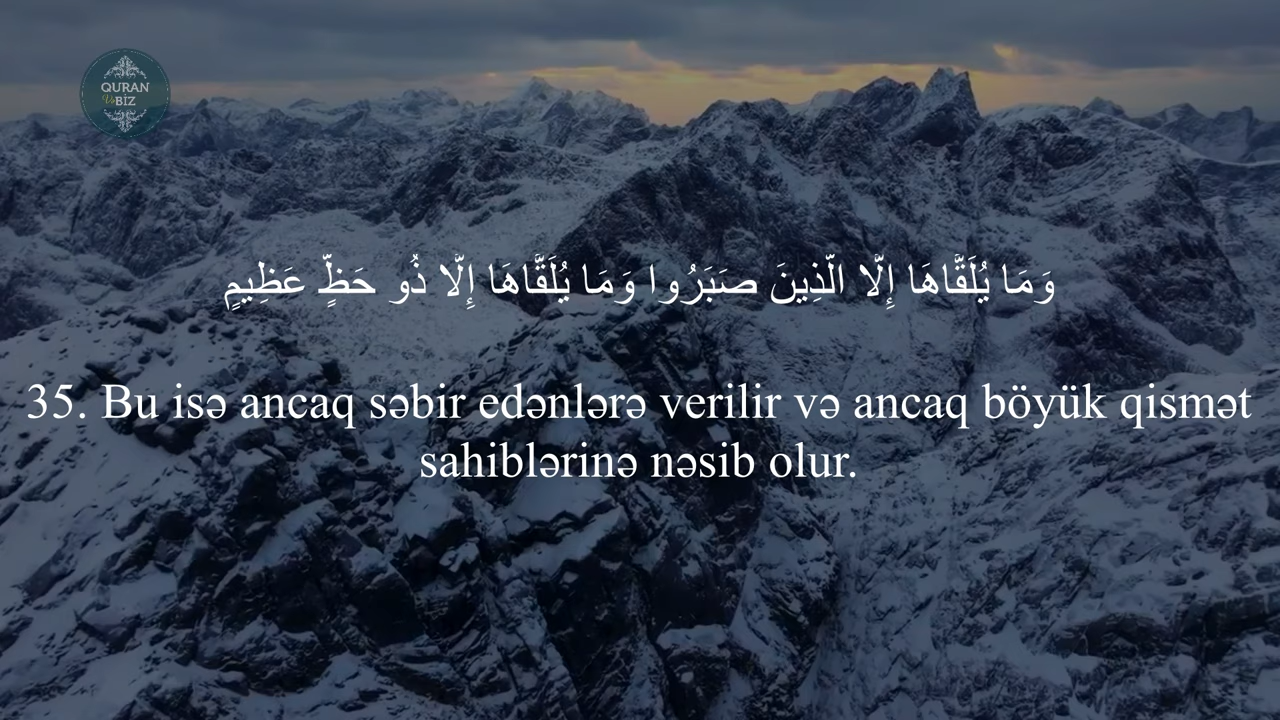 QURAN
Və BİZ
وَمَا يُلَقَّاهَا إِلَّا الَّذِينَ صَبَرُوا وَمَا يُلَقَّاهَا إِلَّا ذُو حَظٍّ عَظِيمٍ
35. Bu isə ancaq səbir edənlərə verilir və ancaq böyük qismət
sahiblərinə nəsib olur.